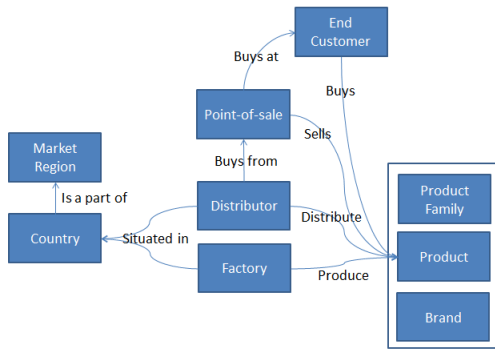 End
Customer
Buys at
Buys
Point-of-sale
Sells
Market
Region
Buys from
Is a part of
Product
Family
Distributor
Distribute
Country
Situated in
Product
Factory
Produce
Brand